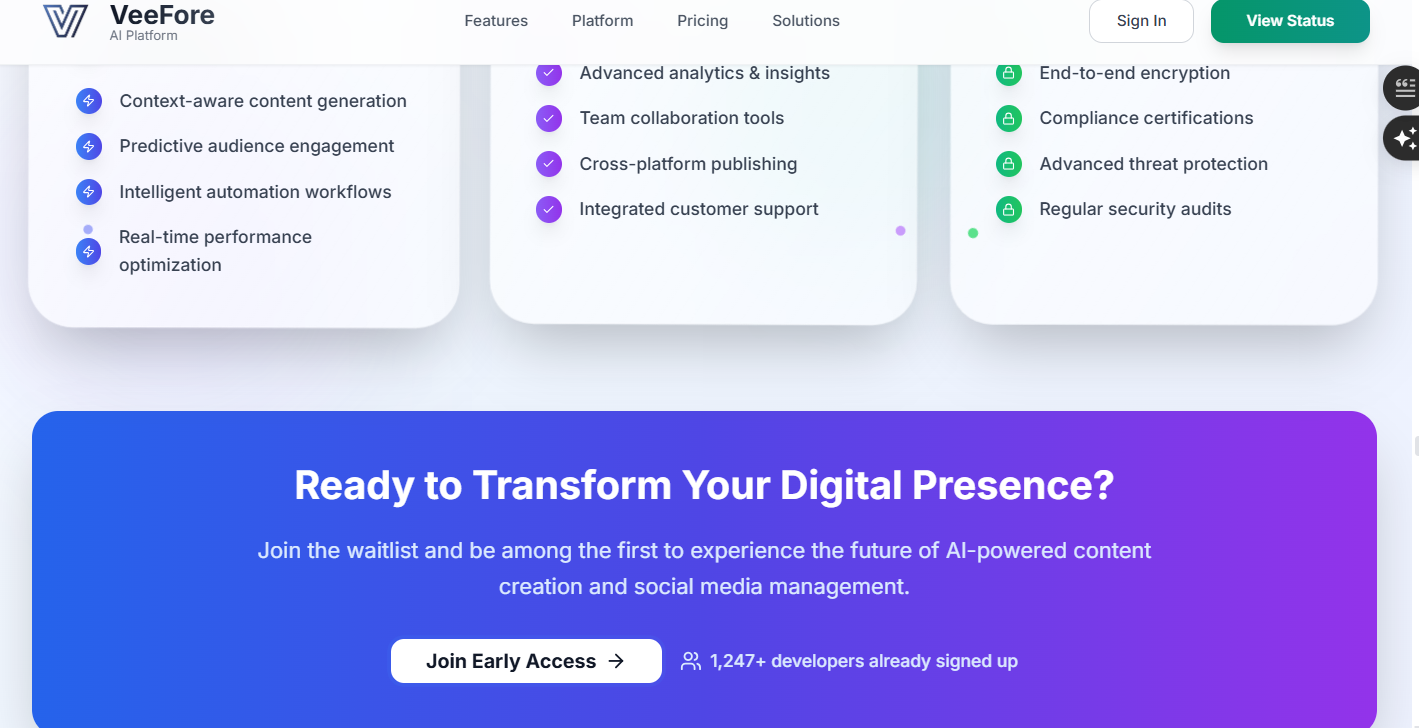 VeeFore
AI Platform
Features
Platform
Pricing
Solutions
Sign In
View Status
Context-aware content generation
Predictive audience engagement
Intelligent automation workflows
Real-time performance
optimization
Advanced analytics & insights
Team collaboration tools
Cross-platform publishing
Integrated customer support
End-to-end encryption
Compliance certifications
Advanced threat protection
Regular security audits
Ready to Transform Your Digital Presence?
Join the waitlist and be among the first to experience the future of AI-powered content
creation and social media management.
Join Early Access →
1,247+ developers already signed up